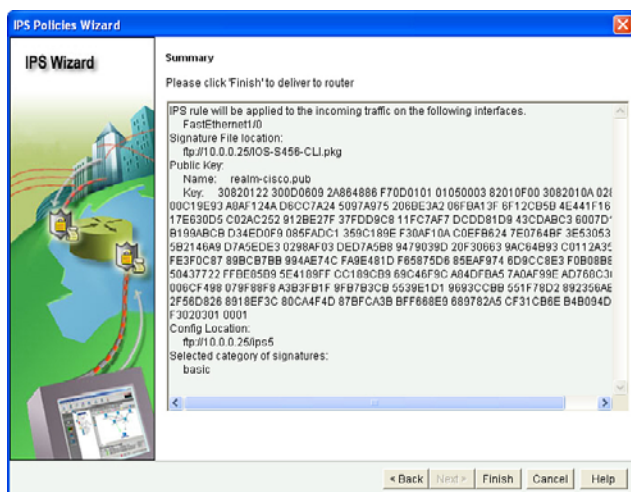 IPS Policies Wizard
IPS Wizard
Summary
Please click 'Finish' to deliver to router
IPS rule will be applied to the incoming traffic on the following interfaces.
FastEthernet1/0
Signature File location:
ftp://10.0.0.25/IOS-S456-CLI.pkg
Public Key:
Name: realm-cisco.pub
Key: 30820122 300D0609 2A864886 F70D0101 01050003 82010F00 3082010A 028
00C19E93 A8AF124A D6CC7A24 5097A975 206BE3A2 06FBA13F 6F12CB5B 4E441F16
17E630D5 C02AC252 912BE27F 37FDD9C8 11FC7AF7 DCDD81D9 43CDABC3 6007D1
B199ABCB D34ED0F9 085FADC1 359C189E F30AF10A C0EFB624 7E0764BF 3E53053
5B2146A9 D7A5EDE3 0298AF03 DED7A5B8 9479039D 20F30663 9AC64B93 C0112A35
FE3F0C87 89BCB7BB 994AE74C FA9E481D F65875D6 85EAF974 6D9CC8E3 F0B08B8
50437722 FFBE85B9 5E4189FF CC189CB9 69C46F9C A84DFBA5 7A0AF99E AD768C3
006CF498 079F88F8 A3B3FB1F 9FB7B3CB 5539E1D1 9693CCBB 551F78D2 892356AE
2F56D826 8918EF3C 80CA4F4D 87BFCA3B BFF668E9 689782A5 CF31CB6E B4B094D
F3020301 0001
Config Location:
ftp://10.0.0.25/ips5
Selected category of signatures:
basic
< Back Next > Finish Cancel Help